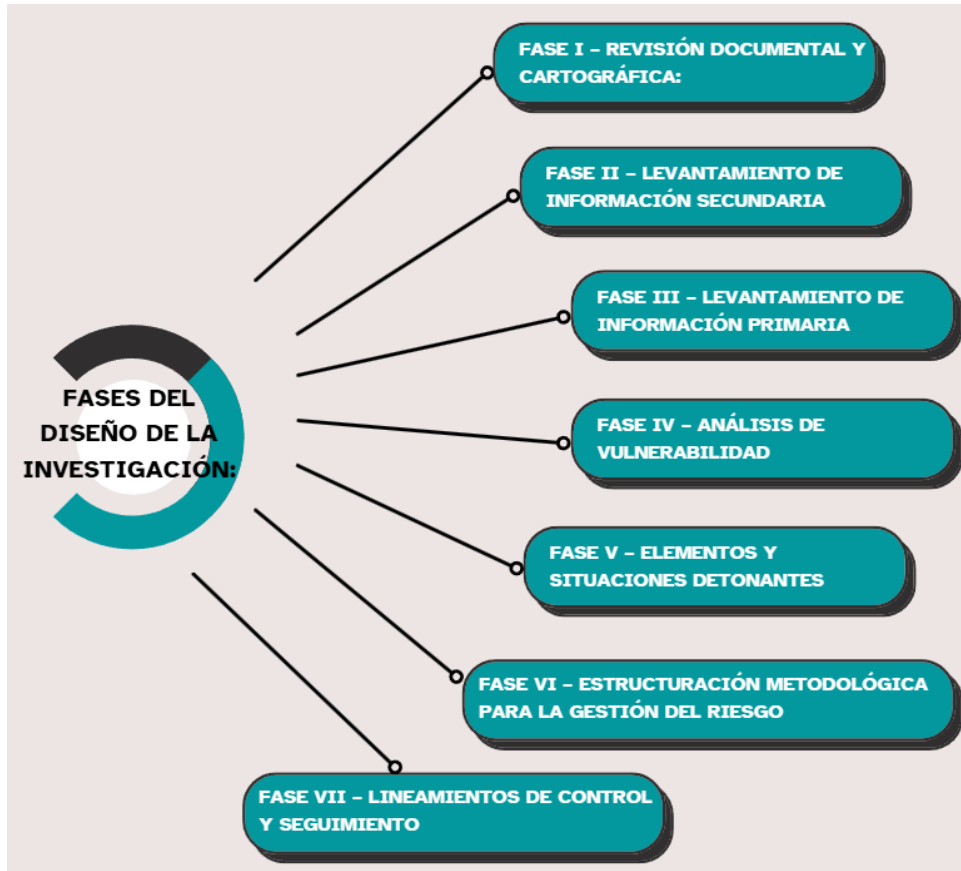 FASES DEL
DISEÑO DE LA
INVESTIGACIÓN:
FASE I – REVISIÓN DOCUMENTAL Y
CARTOGRÁFICA:
FASE II – LEVANTAMIENTO DE
INFORMACIÓN SECUNDARIA
FASE III – LEVANTAMIENTO DE
INFORMACIÓN PRIMARIA
FASE IV – ANÁLISIS DE
VULNERABILIDAD
FASE V – ELEMENTOS Y
SITUACIONES DETONANTES
FASE VI – ESTRUCTURACIÓN METODOLÓGICA
PARA LA GESTIÓN DEL RIESGO
FASE VII – LINEAMIENTOS DE CONTROL
Y SEGUIMIENTO